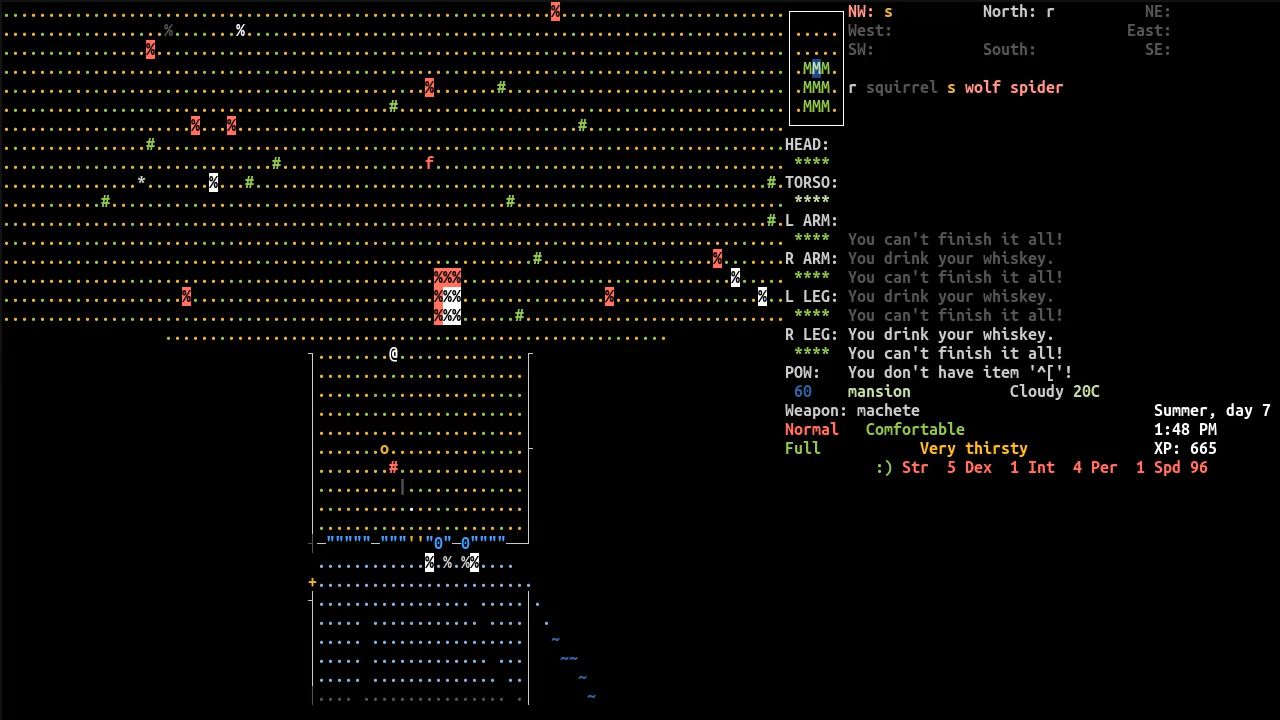 NW: s North: r NE:
West: East:
SW: South: SE:
r squirrel s wolf spider
HEAD:
****
TORSO:
****
L ARM:
**** You can't finish it all!
R ARM: You drink your whiskey.
**** You can't finish it all!
L LEG: You drink your whiskey.
**** You can't finish it all!
R LEG: You drink your whiskey.
**** You can't finish it all!
POW: You don't have item '^['!
60 mansion Cloudy 20C
Weapon: machete Summer, day 7
Normal Comfortable 1:48 PM
Full Very thirsty XP: 665
:) Str 5 Dex 1 Int 4 Per 1 Spd 96